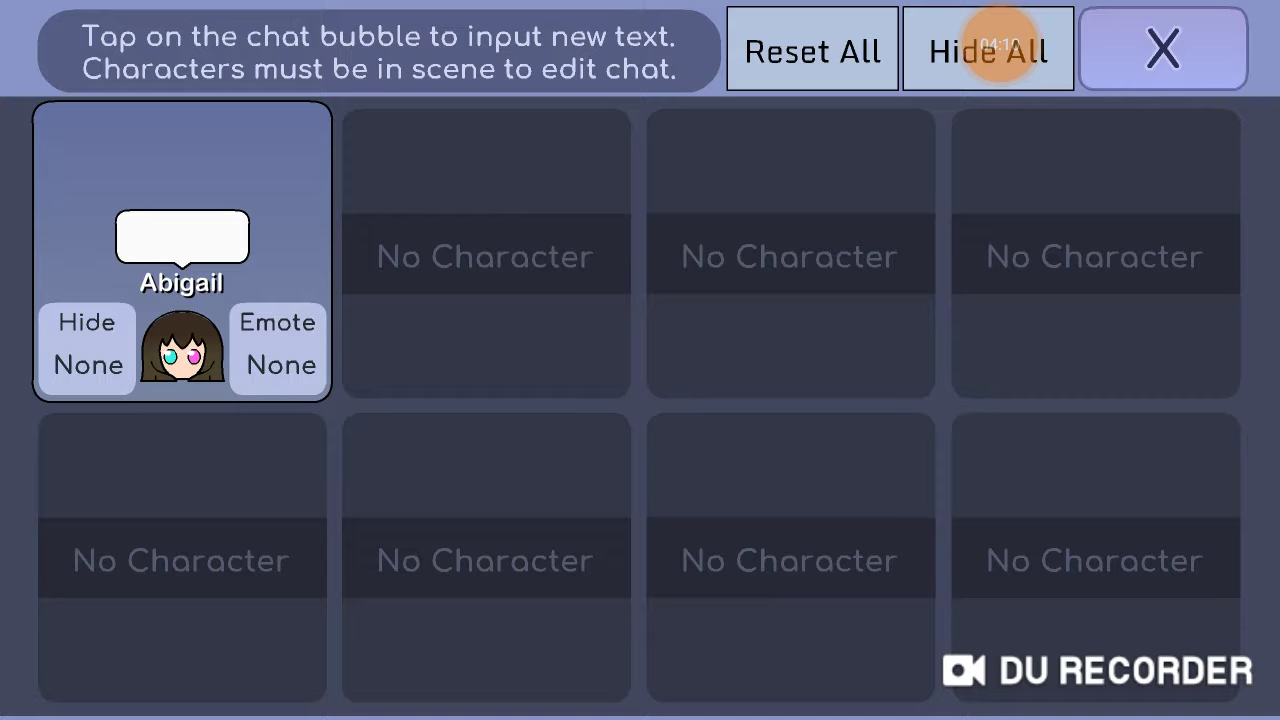 Tap on the chat bubble to input new text.
Characters must be in scene to edit chat.
Reset All
Hide All
04:10
X
Abigail
Hide
None
Emote
None
No Character
No Character
No Character
No Character
No Character
No Character
No Character
DU RECORDER